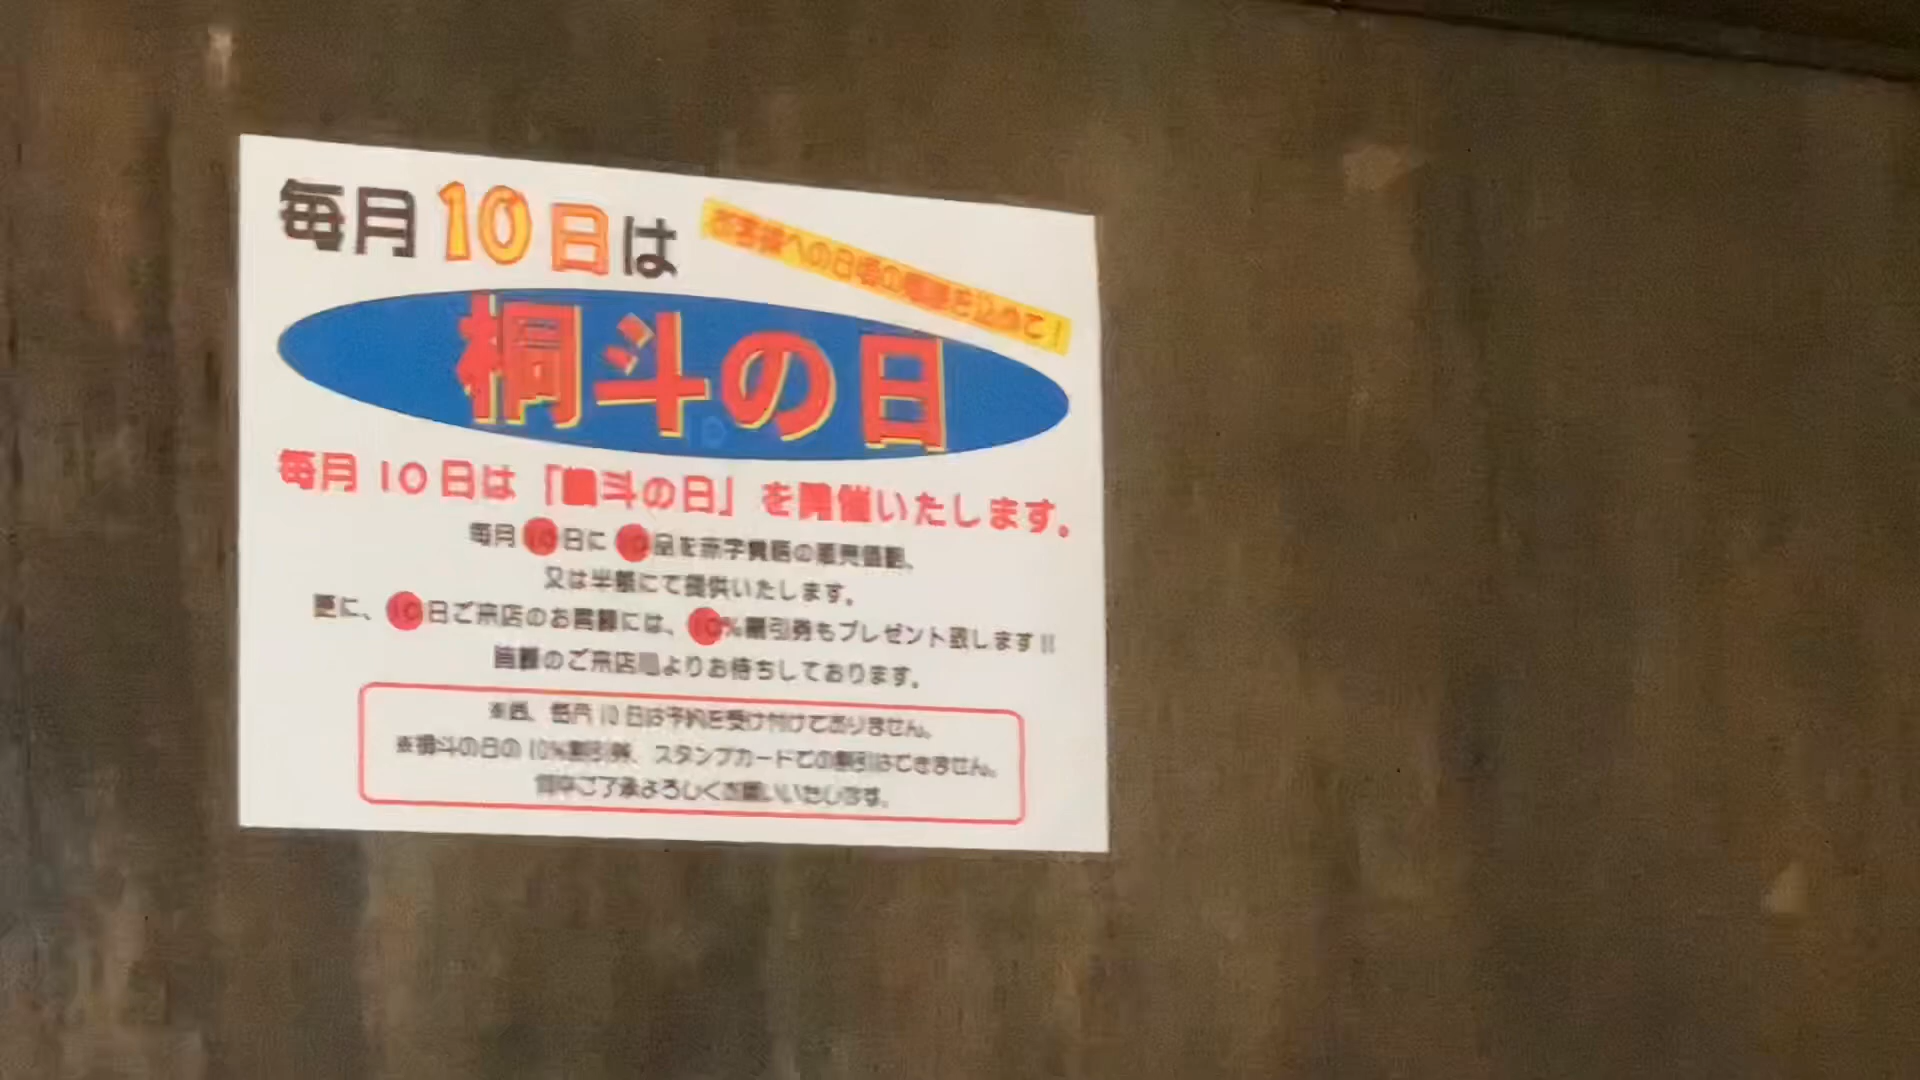 毎月10日は
お客様への日頃の感謝を込めて!
桐斗の日
毎月10日は「桐斗の日」を開催いたします。
毎月10日に10品を赤字覚悟の販売価格、
又は半額にて提供いたします。
更に、10日ご来店のお客様には、10%割引券もプレゼント致します!!
皆様のご来店心よりお待ちしております。
毎月10日は予約を受け付けておりません。
※桐斗の日の10%割引券、スタンプカードでの割引はできません。
何卒ご了承よろしくお願いいたします。